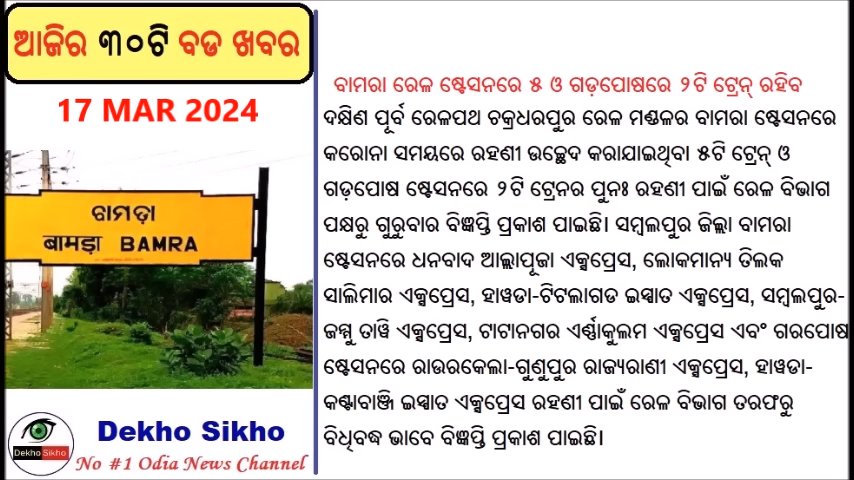 ଆଜିର ୩୦ଟି ବଡ ଖବର
17 MAR 2024
ବାମଡ଼ା
बामड़ा BAMRA
Dekho Sikho
Dekho Sikho
No #1 Odia News Channel
ବାମରା ରେଳ ଷ୍ଟେସନରେ ୫ ଓ ଗଡ଼ପୋଷରେ ୨ଟି ଟ୍ରେନ୍ ରହିବ
ଦକ୍ଷିଣ ପୂର୍ବ ରେଳପଥ ଚକ୍ରଧରପୁର ରେଳ ମଣ୍ଡଳର ବାମରା ଷ୍ଟେସନରେ
କରୋନା ସମୟରେ ରହଣୀ ଉଚ୍ଛେଦ କରାଯାଇଥିବା ୫ଟି ଟ୍ରେନ୍ ଓ
ଗଡ଼ପୋଷ ଷ୍ଟେସନରେ ୨ଟି ଟ୍ରେନର ପୁନଃ ରହଣୀ ପାଇଁ ରେଳ ବିଭାଗ
ପକ୍ଷରୁ ଗୁରୁବାର ବିଜ୍ଞପ୍ତି ପ୍ରକାଶ ପାଇଛି। ସମ୍ବଲପୁର ଜିଲ୍ଲା ବାମରା
ଷ୍ଟେସନରେ ଧନବାଦ ଆଲ୍ଲାପୂଜା ଏକ୍ସପ୍ରେସ, ଲୋକମାନ୍ୟ ତିଲକ
ସାଲିମାର ଏକ୍ସପ୍ରେସ, ହାୱଡା-ଟିଟଲାଗଡ ଇସ୍ପାତ ଏକ୍ସପ୍ରେସ, ସମ୍ବଲପୁର-
ଜମ୍ମୁ ତାୱି ଏକ୍ସପ୍ରେସ, ଟାଟାନଗର ଏର୍ଣ୍ଣାକୁଲମ ଏକ୍ସପ୍ରେସ ଏବଂ ଗରପୋଷ
ଷ୍ଟେସନରେ ରାଉରକେଲା-ଗୁଣୁପୁର ରାଜ୍ୟରାଣୀ ଏକ୍ସପ୍ରେସ, ହାୱଡା-
କଣ୍ଟାବାଞ୍ଜି ଇସ୍ପାତ ଏକ୍ସପ୍ରେସ ରହଣୀ ପାଇଁ ରେଳ ବିଭାଗ ତରଫରୁ
ବିଧିବଦ୍ଧ ଭାବେ ବିଜ୍ଞପ୍ତି ପ୍ରକାଶ ପାଇଛି।